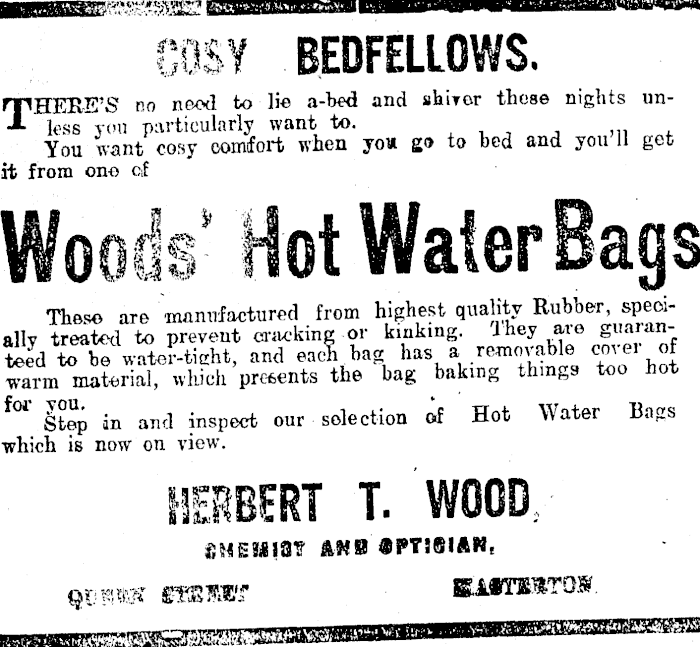 COSY BEDFELLOWS.
THERE'S no need to lie a-bed and shiver these nights un-
less you particularly want to.
You want cosy comfort when you go to bed and you'll get
it from one of
Woods' Hot Water Bags
These are manufactured from highest quality Rubber, speci-
ally treated to prevent cracking or kinking. They are guaran-
teed to be water-tight, and each bag has a removable cover of
warm material, which presents the bag baking things too hot
for you.
Step in and inspect our selection of Hot Water Bags
which is now on view.
HERBERT T. WOOD,
CHEMIST AND OPTICIAN,
QUEEN STREET MASTERTON.